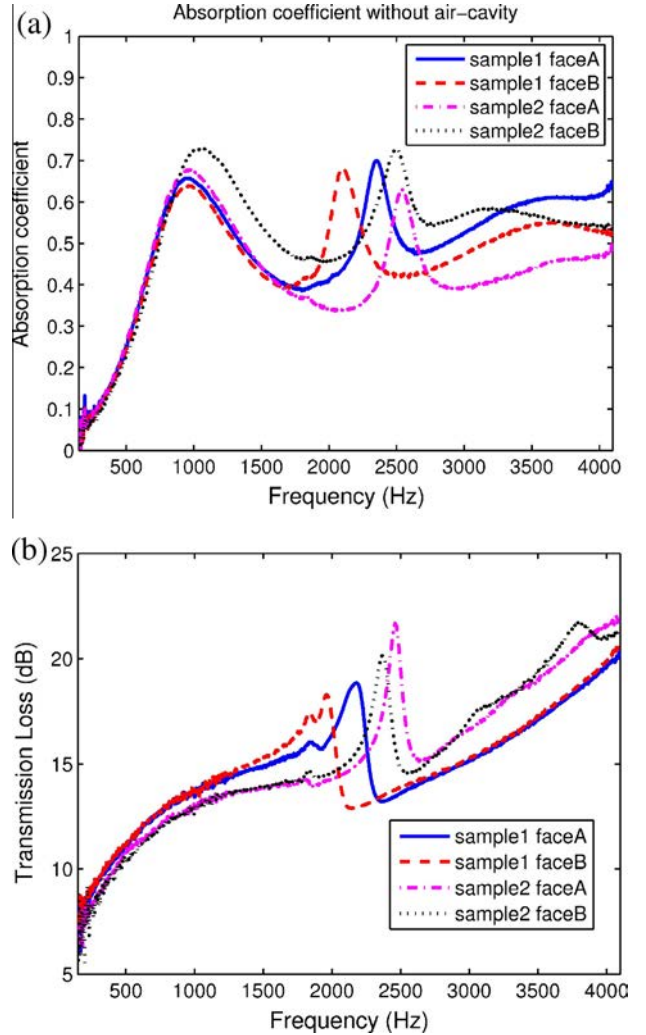 (a)
Absorption coefficient without air-cavity
1
0.9
0.8
0.7
0.6
0.5
0.4
0.3
0.2
0.1
0
Absorption coefficient
sample1 faceA
sample1 faceB
sample2 faceA
sample2 faceB
500 1000 1500 2000 2500 3000 3500 4000
Frequency (Hz)
(b)
25
20
15
10
5
Transmission Loss (dB)
sample1 faceA
sample1 faceB
sample2 faceA
sample2 faceB
500 1000 1500 2000 2500 3000 3500 4000
Frequency (Hz)